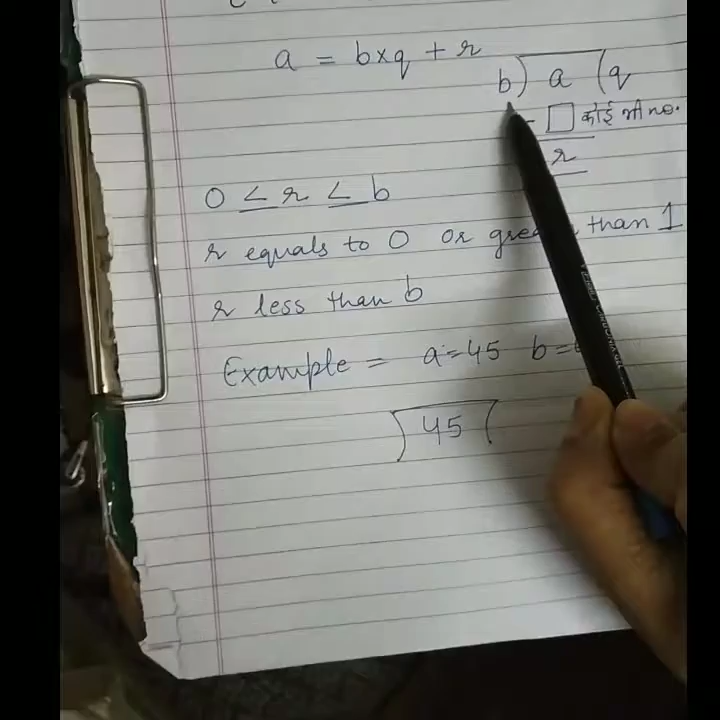 a = b×q + r
b) a (q
- □ कोई भी no.
r
0 ≤ r ≤ b
r equals to 0 or than 1
r less than b
Example = a=45 b=
) 45 (